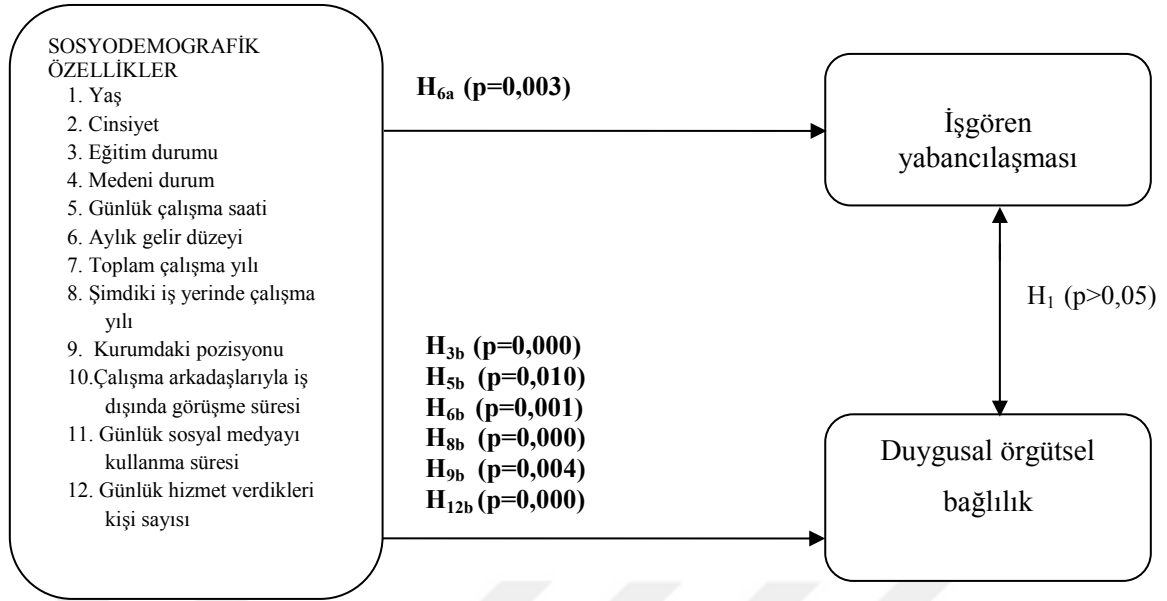 SOSYODEMOGRAFİK
ÖZELLİKLER
1. Yaş
2. Cinsiyet
3. Eğitim durumu
4. Medeni durum
5. Günlük çalışma saati
6. Aylık gelir düzeyi
7. Toplam çalışma yılı
8. Şimdiki iş yerinde çalışma
yılı
9. Kurumdaki pozisyonu
10.Çalışma arkadaşlarıyla iş
dışında görüşme süresi
11. Günlük sosyal medyayı
kullanma süresi
12. Günlük hizmet verdikleri
kişi sayısı
H6a (p=0,003)
H3b (p=0,000)
H5b (p=0,010)
H6b (p=0,001)
H8b (p=0,000)
H9b (p=0,004)
H12b (p=0,000)
İşgören
yabancılaşması
H1 (p>0,05)
Duygusal örgütsel
bağlılık